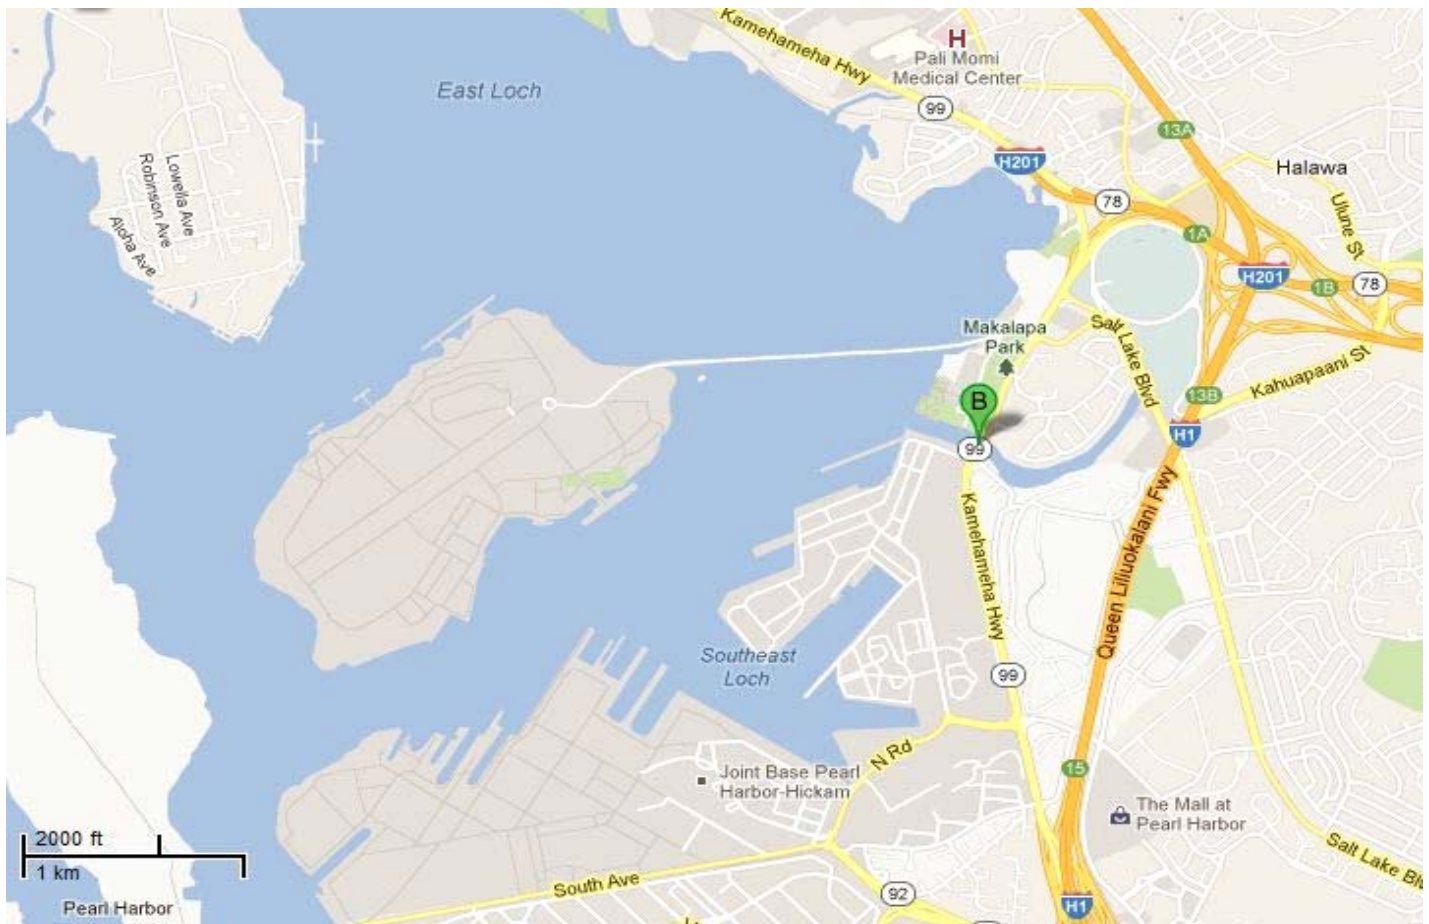 Kamehameha Hwy
H
Pali Momi
Medical Center
East Loch
99
13A
H201
Halawa
Lowella Ave
Robinson Ave
Aloha Ave
78
Ulune St
1A
H201
1B
78
Makalapa
Park
Salt Lake Blvd
Kahuapaani St
13B
B
H1
99
Kamehameha Hwy
Queen Liliuokalani Fwy
Southeast
Loch
99
N Rd
15
Joint Base Pearl
Harbor-Hickam
The Mall at
Pearl Harbor
2000 ft
1 km
Salt Lake Blv
South Ave
92
H1
Pearl Harbor